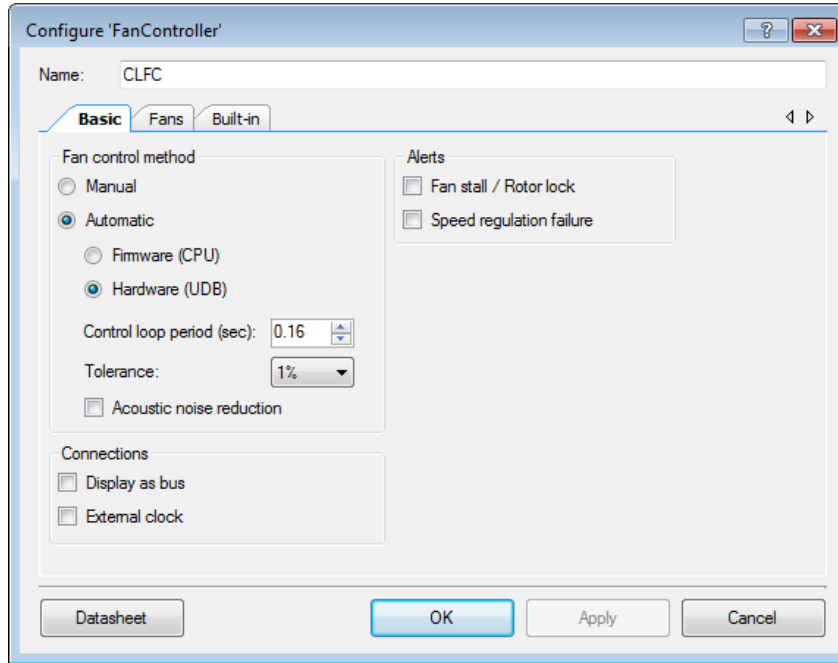 Configure 'FanController'
Name: CLFC
Basic Fans Built-in
Fan control method
Manual
Automatic
Firmware (CPU)
Hardware (UDB)
Control loop period (sec): 0.16
Tolerance: 1%
Acoustic noise reduction
Connections
Display as bus
External clock
Alerts
Fan stall / Rotor lock
Speed regulation failure
Datasheet OK Apply Cancel